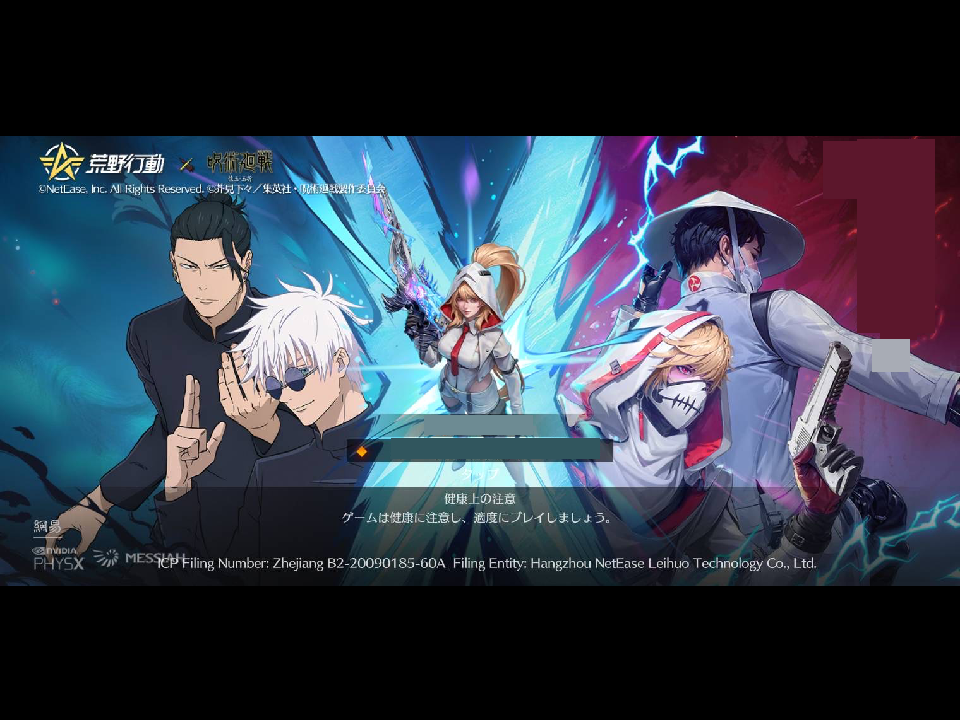 荒野行動 × 呪術廻戦
©NetEase, Inc. All Rights Reserved. ©芥見下々／集英社・呪術廻戦製作委員会
健康上の注意
ゲームは健康に注意し、適度にプレイしましょう。
網易
NVIDIA
PHYSX
MESSIAH
ICP Filing Number: Zhejiang B2-20090185-60A Filing Entity: Hangzhou NetEase Leihuo Technology Co., Ltd.